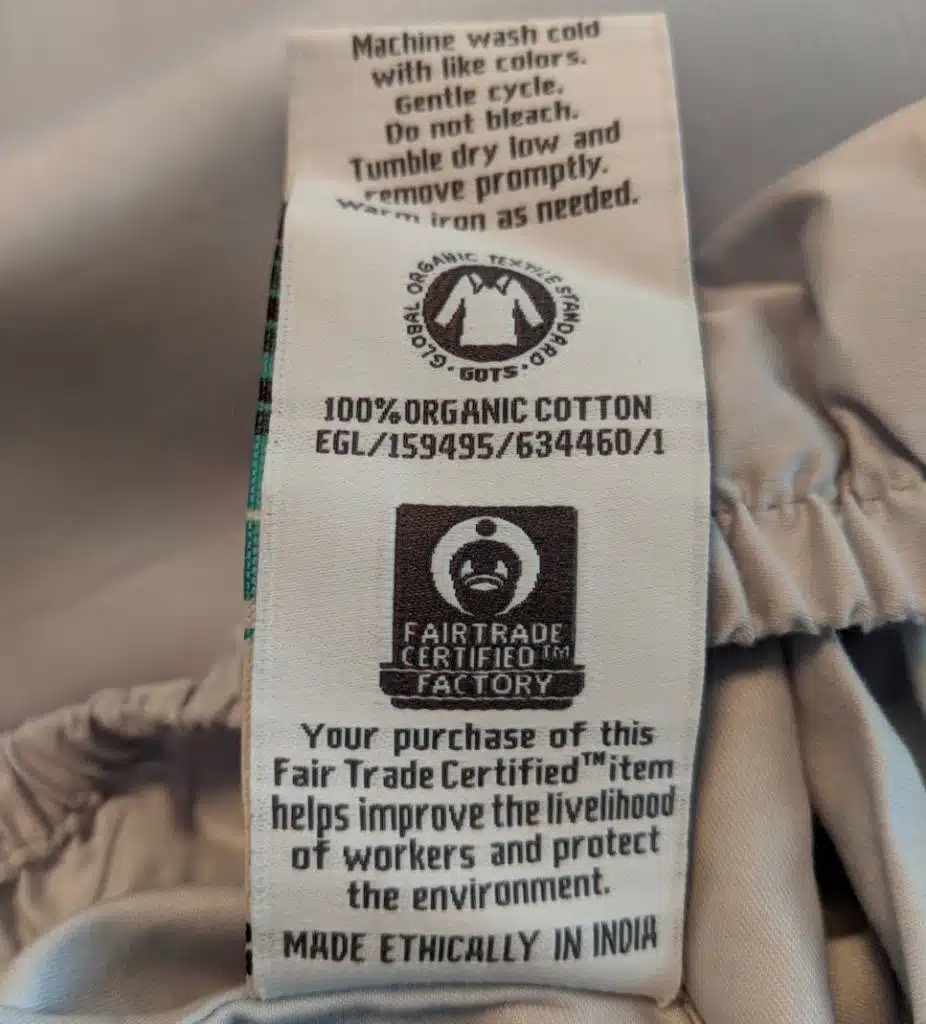 Machine wash cold
with like colors.
Gentle cycle.
Do not bleach.
Tumble dry low and
remove promptly.
warm iron as needed.
GLOBAL ORGANIC TEXTILE STANDARD · GOTS ·
100% ORGANIC COTTON
EGL/159495/634460/1
FAIRTRADE
CERTIFIED™
FACTORY
Your purchase of this
Fair Trade Certified™ item
helps improve the livelihood
of workers and protect
the environment.
MADE ETHICALLY IN INDIA